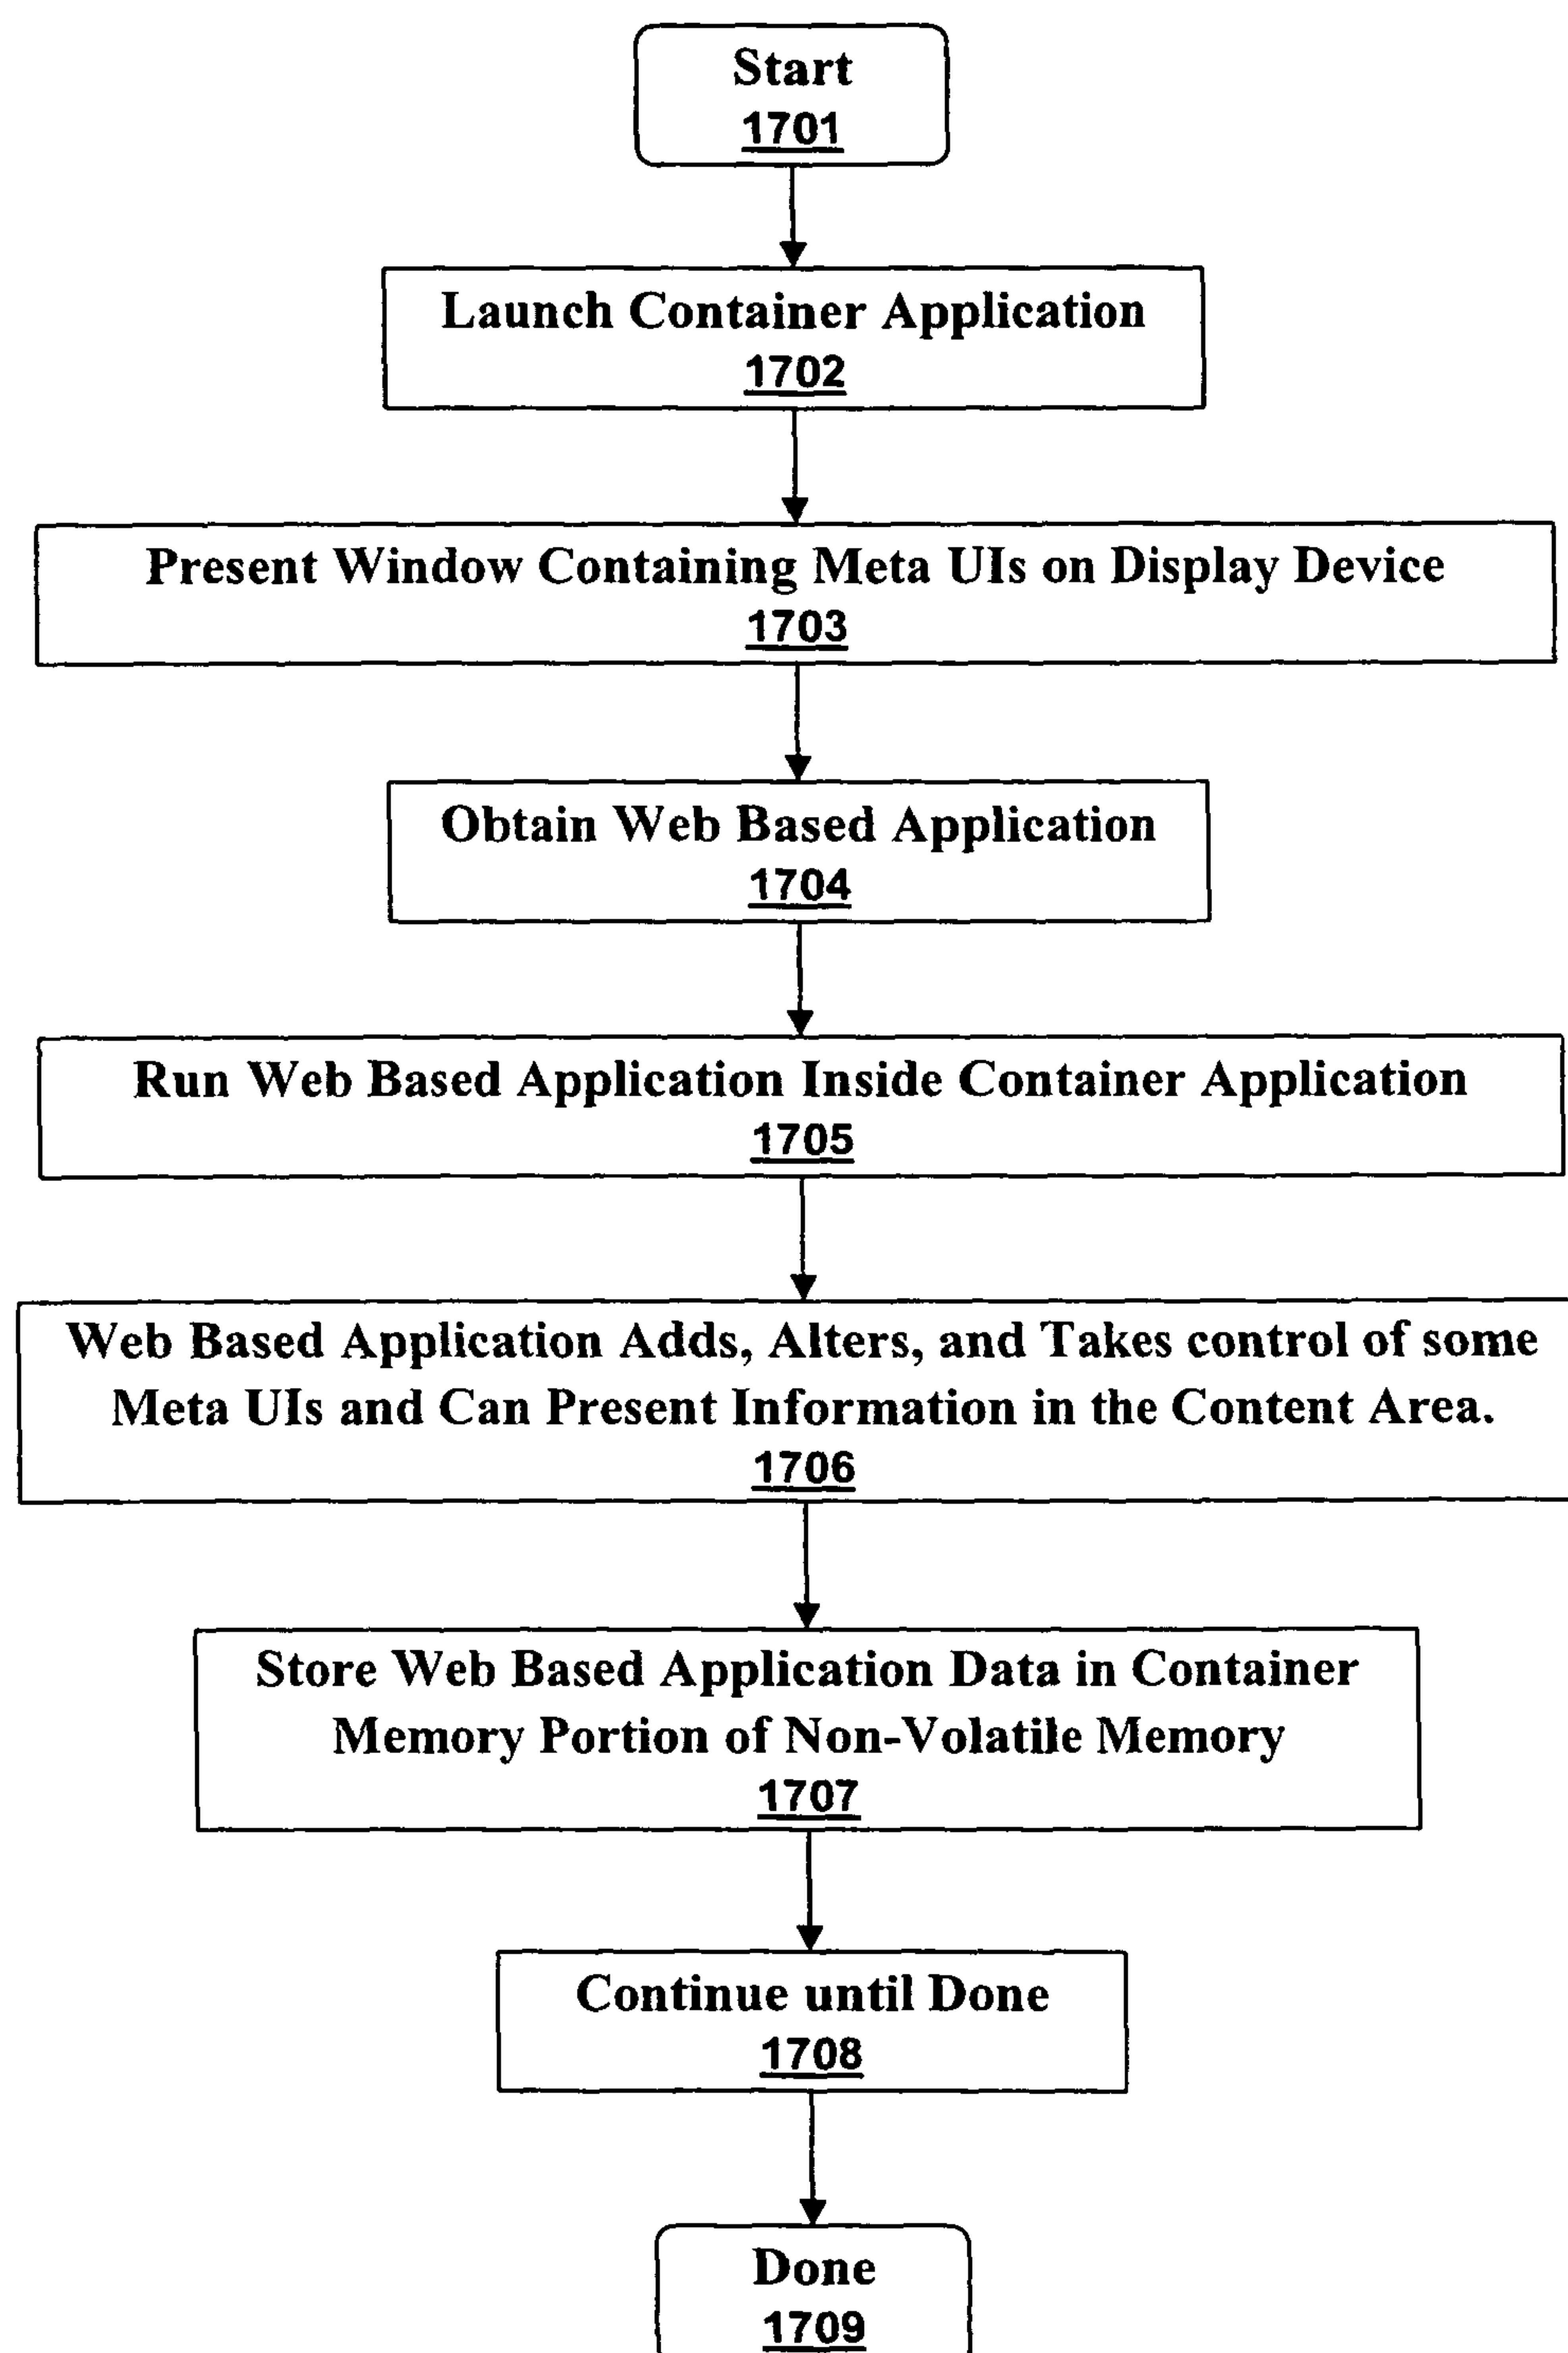 Start
1701
Launch Container Application
1702
Present Window Containing Meta UIs on Display Device
1703
Obtain Web Based Application
1704
Run Web Based Application Inside Container Application
1705
Web Based Application Adds, Alters, and Takes control of some
Meta UIs and Can Present Information in the Content Area.
1706
Store Web Based Application Data in Container
Memory Portion of Non-Volatile Memory
1707
Continue until Done
1708
Done
1709